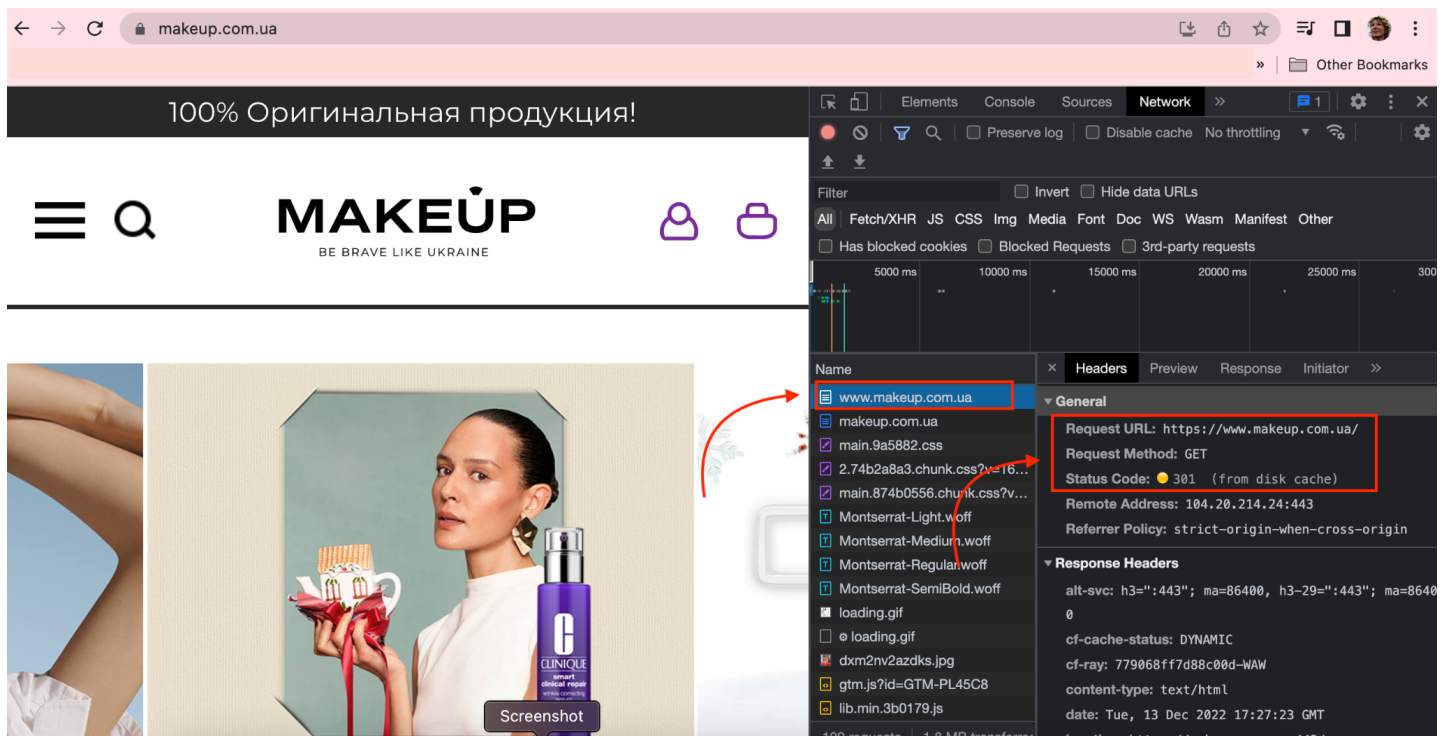 makeup.com.ua
» Other Bookmarks
100% Оригинальная продукция!
MAKEUP
BE BRAVE LIKE UKRAINE
CLINIQUE
smart
clinical repair
wrinkle correcting
Screenshot
Elements Console Sources Network » 1
Preserve log Disable cache No throttling
Filter Invert Hide data URLs
All Fetch/XHR JS CSS Img Media Font Doc WS Wasm Manifest Other
Has blocked cookies Blocked Requests 3rd-party requests
5000 ms 10000 ms 15000 ms 20000 ms 25000 ms 300
Name
www.makeup.com.ua
makeup.com.ua
main.9a5882.css
2.74b2a8a3.chunk.css?v=16...
main.874b0556.chunk.css?v...
Montserrat-Light.woff
Montserrat-Medium.woff
Montserrat-Regular.woff
Montserrat-SemiBold.woff
loading.gif
loading.gif
dxm2nv2azdks.jpg
gtm.js?id=GTM-PL45C8
lib.min.3b0179.js
Headers Preview Response Initiator »
General
Request URL: https://www.makeup.com.ua/
Request Method: GET
Status Code: 301 (from disk cache)
Remote Address: 104.20.214.24:443
Referrer Policy: strict-origin-when-cross-origin
Response Headers
alt-svc: h3=":443"; ma=86400, h3-29=":443"; ma=8640
0
cf-cache-status: DYNAMIC
cf-ray: 779068ff7d88c00d-WAW
content-type: text/html
date: Tue, 13 Dec 2022 17:27:23 GMT